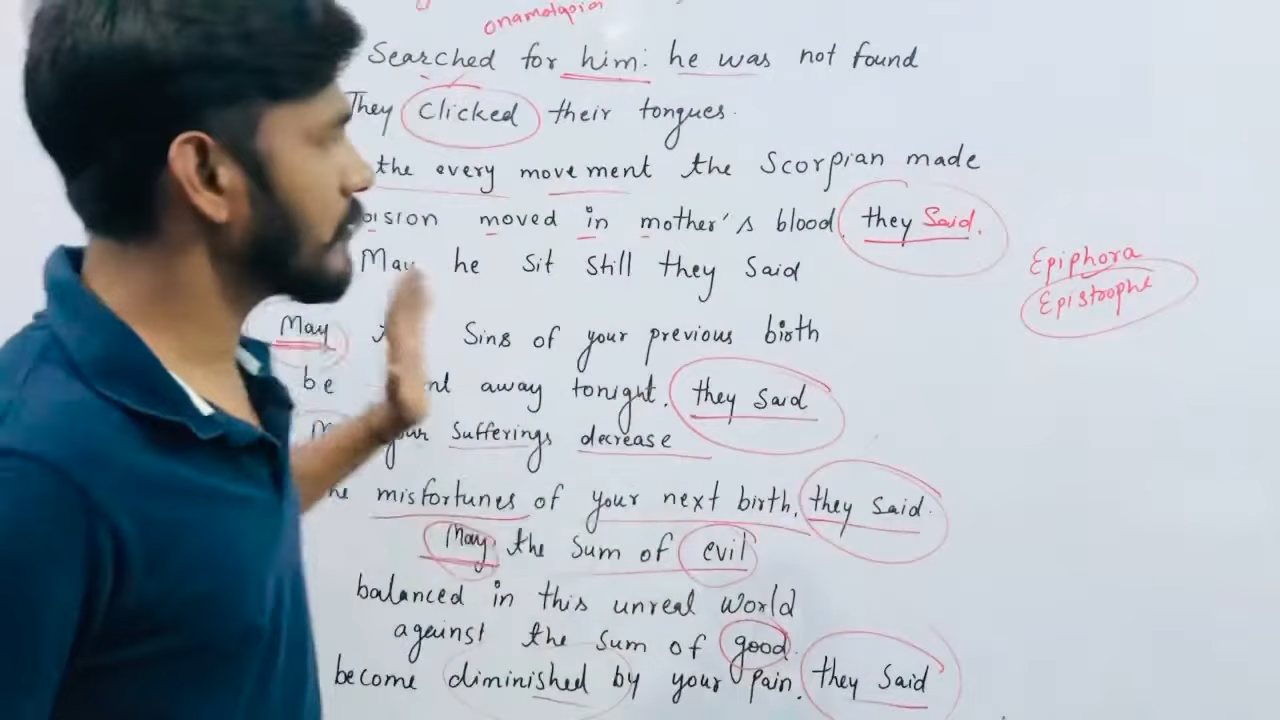 onamotapior
Searched for him: he was not found
They clicked their tongues.
the every movement the Scorpian made
moved in mother's blood, they Said.
May he sit still they Said
Epiphora
Epistrophe
May Sins of your previous birth
be away tonight. they Said
your Sufferings decrease
misfortunes of your next birth. they Said.
May the Sum of evil
balanced in this unreal World
against the Sum of good.
become diminished by your pain. they Said